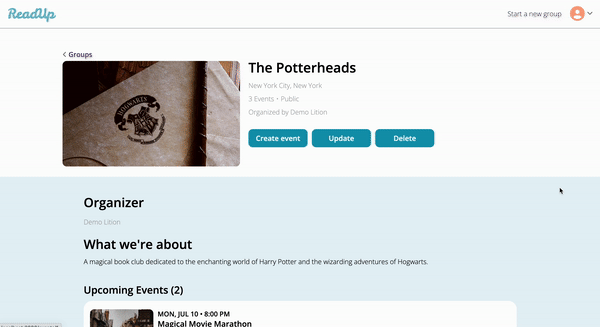 ReadUp
Start a new group
< Groups
HOGWARTS
The Potterheads
New York City, New York
3 Events • Public
Organized by Demo Lition
Create event
Update
Delete
Organizer
Demo Lition
What we're about
A magical book club dedicated to the enchanting world of Harry Potter and the wizarding adventures of Hogwarts.
Upcoming Events (2)
MON, JUL 10 • 8:00 PM
Magical Movie Marathon